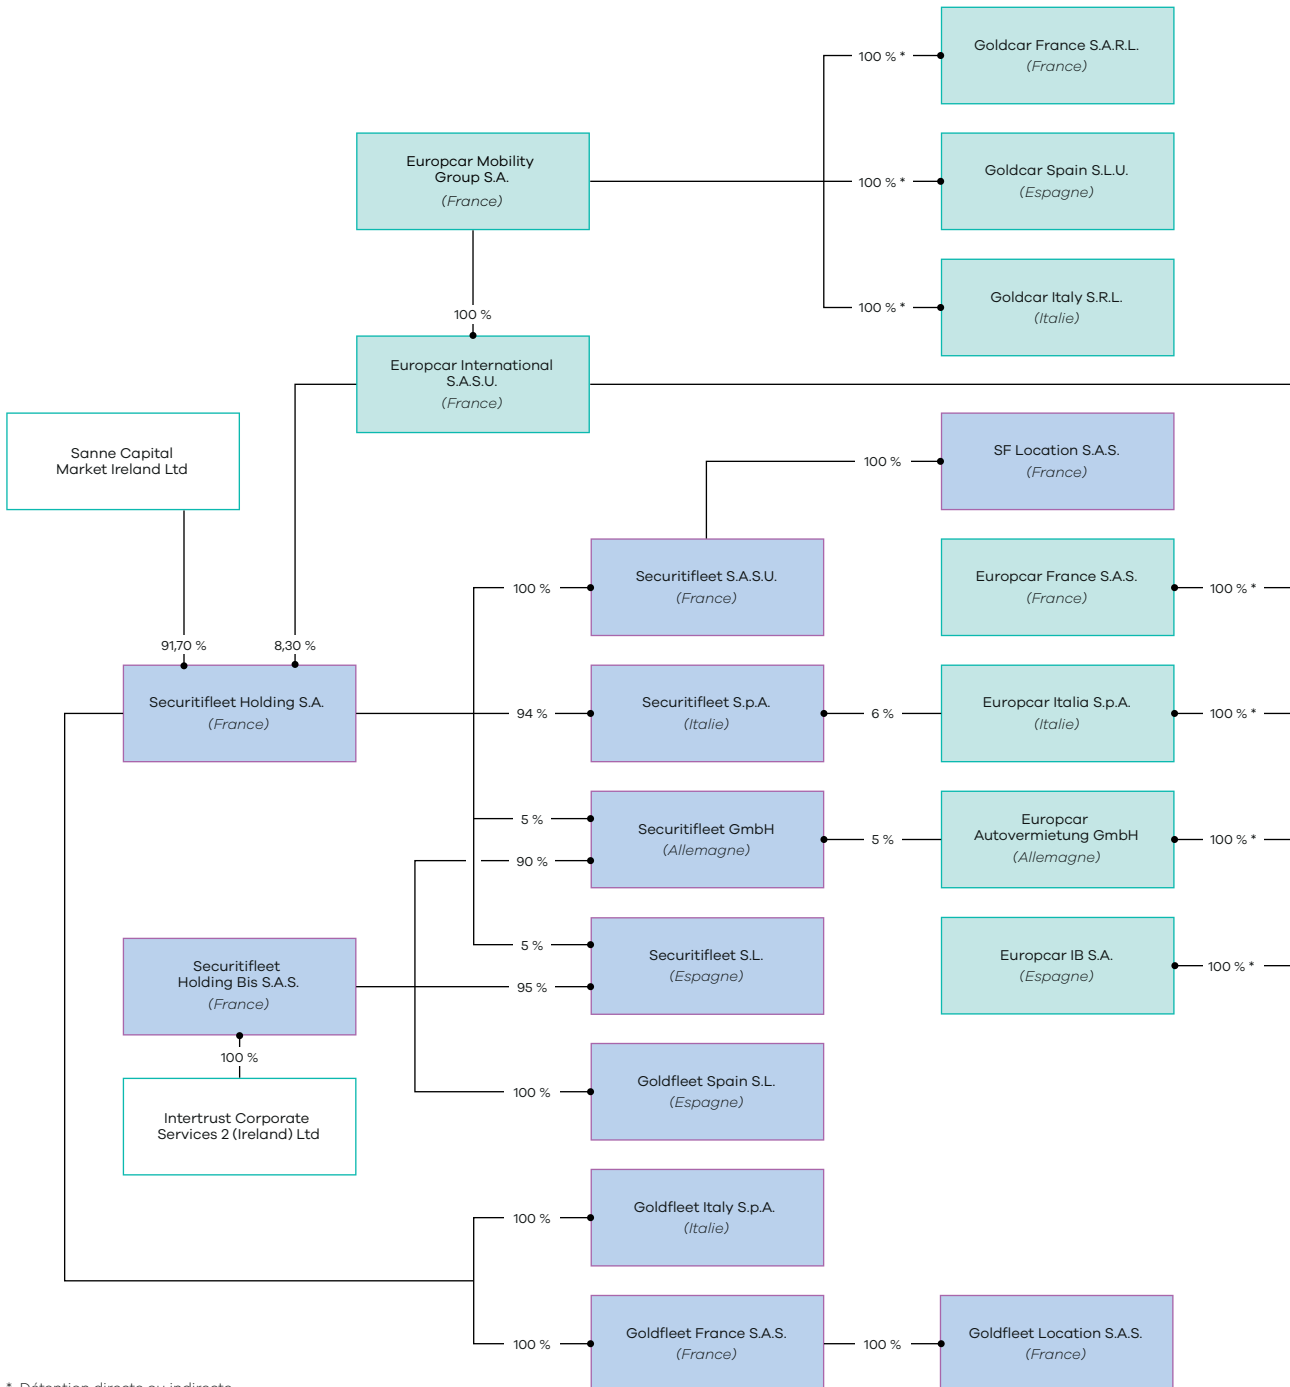 100 % *
Goldcar France S.A.R.L.
(France)
Europcar Mobility
Group S.A.
(France)
100 % *
Goldcar Spain S.L.U.
(Espagne)
100 % *
Goldcar Italy S.R.L.
(Italie)
100 %
Europcar International
S.A.S.U.
(France)
Sanne Capital
Market Ireland Ltd
100 %
SF Location S.A.S.
(France)
100 %
Securitifleet S.A.S.U.
(France)
Europcar France S.A.S.
(France)
100 % *
91,70 %
8,30 %
Securitifleet Holding S.A.
(France)
94 %
Securitifleet S.p.A.
(Italie)
6 %
Europcar Italia S.p.A.
(Italie)
100 % *
5 %
90 %
Securitifleet GmbH
(Allemagne)
5 %
Europcar
Autovermietung GmbH
(Allemagne)
100 % *
Securitifleet
Holding Bis S.A.S.
(France)
5 %
95 %
Securitifleet S.L.
(Espagne)
Europcar IB S.A.
(Espagne)
100 % *
100 %
Intertrust Corporate
Services 2 (Ireland) Ltd
100 %
Goldfleet Spain S.L.
(Espagne)
100 %
Goldfleet Italy S.p.A.
(Italie)
100 %
Goldfleet France S.A.S.
(France)
100 %
Goldfleet Location S.A.S.
(France)
* Détention directe ou indirecte